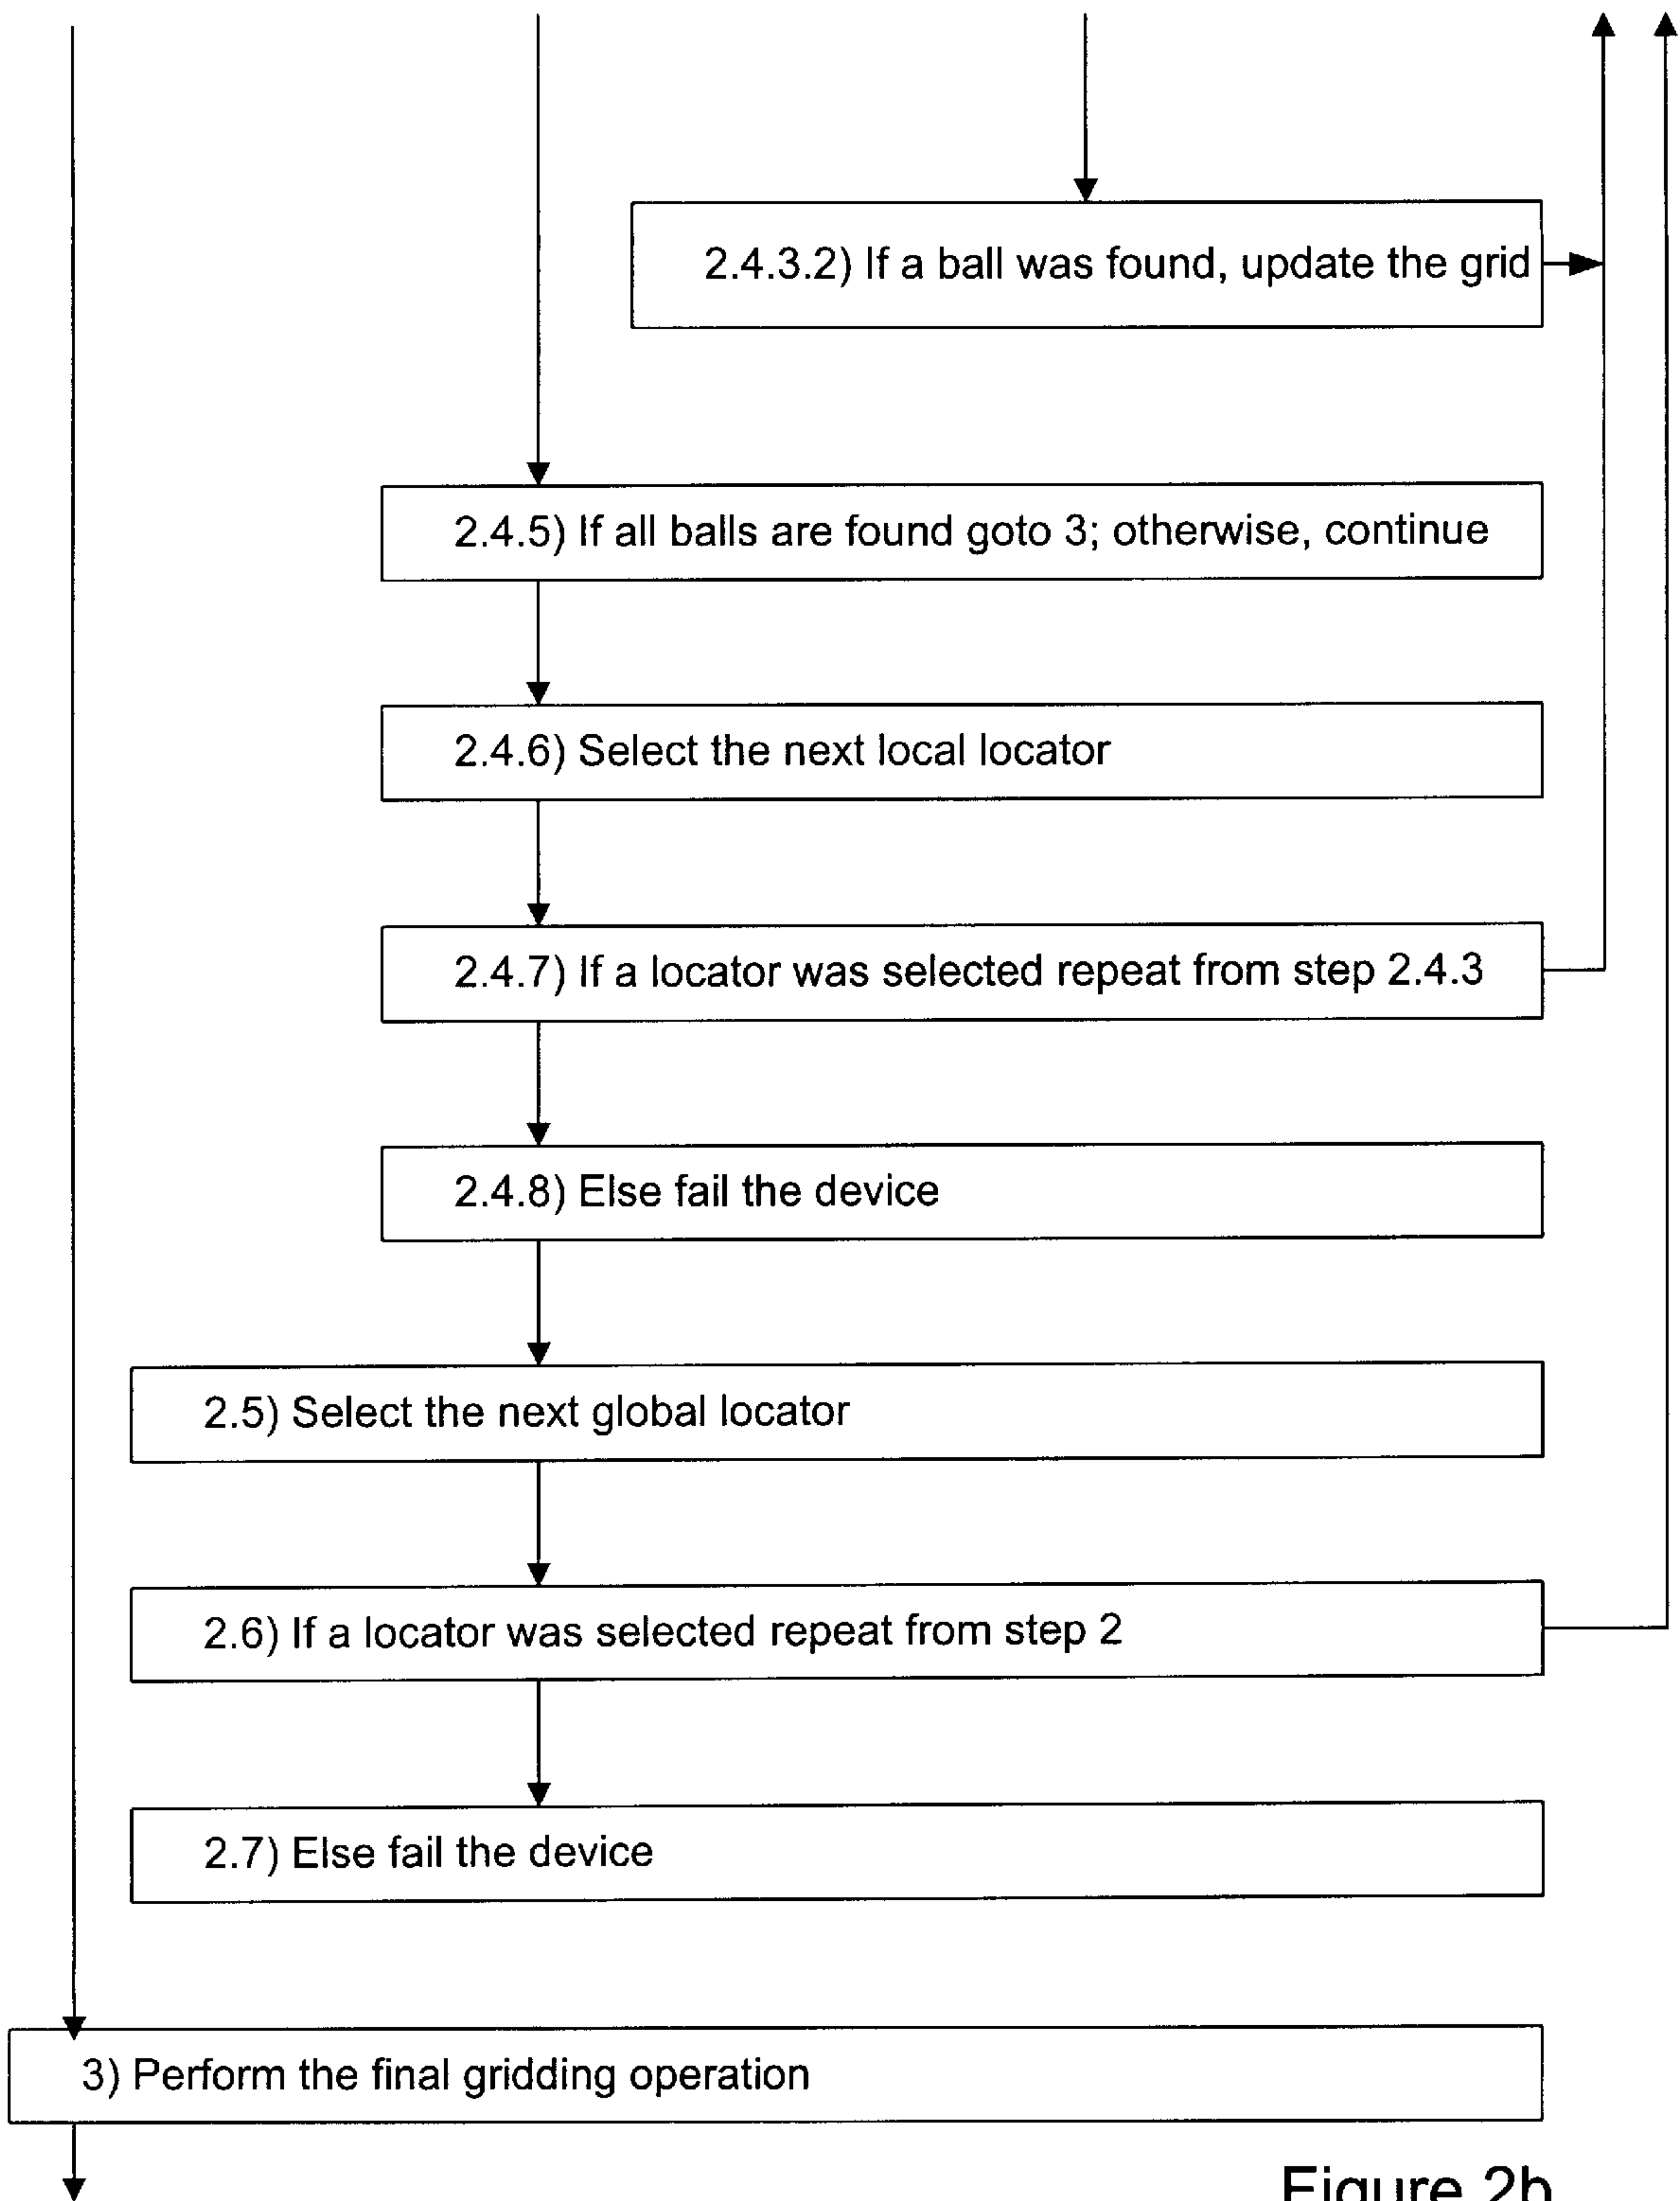 2.4.3.2) If a ball was found, update the grid
2.4.5) If all balls are found goto 3; otherwise, continue
2.4.6) Select the next local locator
2.4.7) If a locator was selected repeat from step 2.4.3
2.4.8) Else fail the device
2.5) Select the next global locator
2.6) If a locator was selected repeat from step 2
2.7) Else fail the device
3) Perform the final gridding operation
Figure 2b